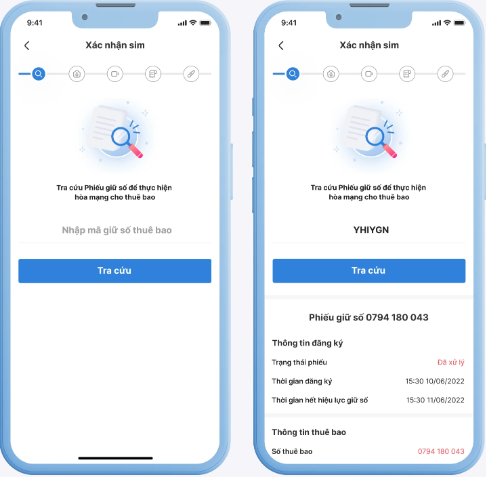 9:41
Xác nhận sim
Tra cứu Phiếu giữ số để thực hiện
hòa mạng cho thuê bao
Nhập mã giữ số thuê bao
Tra cứu
9:41
Xác nhận sim
Tra cứu Phiếu giữ số để thực hiện
hòa mạng cho thuê bao
YHIYGN
Tra cứu
Phiếu giữ số 0794 180 043
Thông tin đăng ký
Trạng thái phiếu Đã xử lý
Thời gian đăng ký 15:30 10/06/2022
Thời gian hết hiệu lực giữ số 15:30 11/06/2022
Thông tin thuê bao
Số thuê bao 0794 180 043